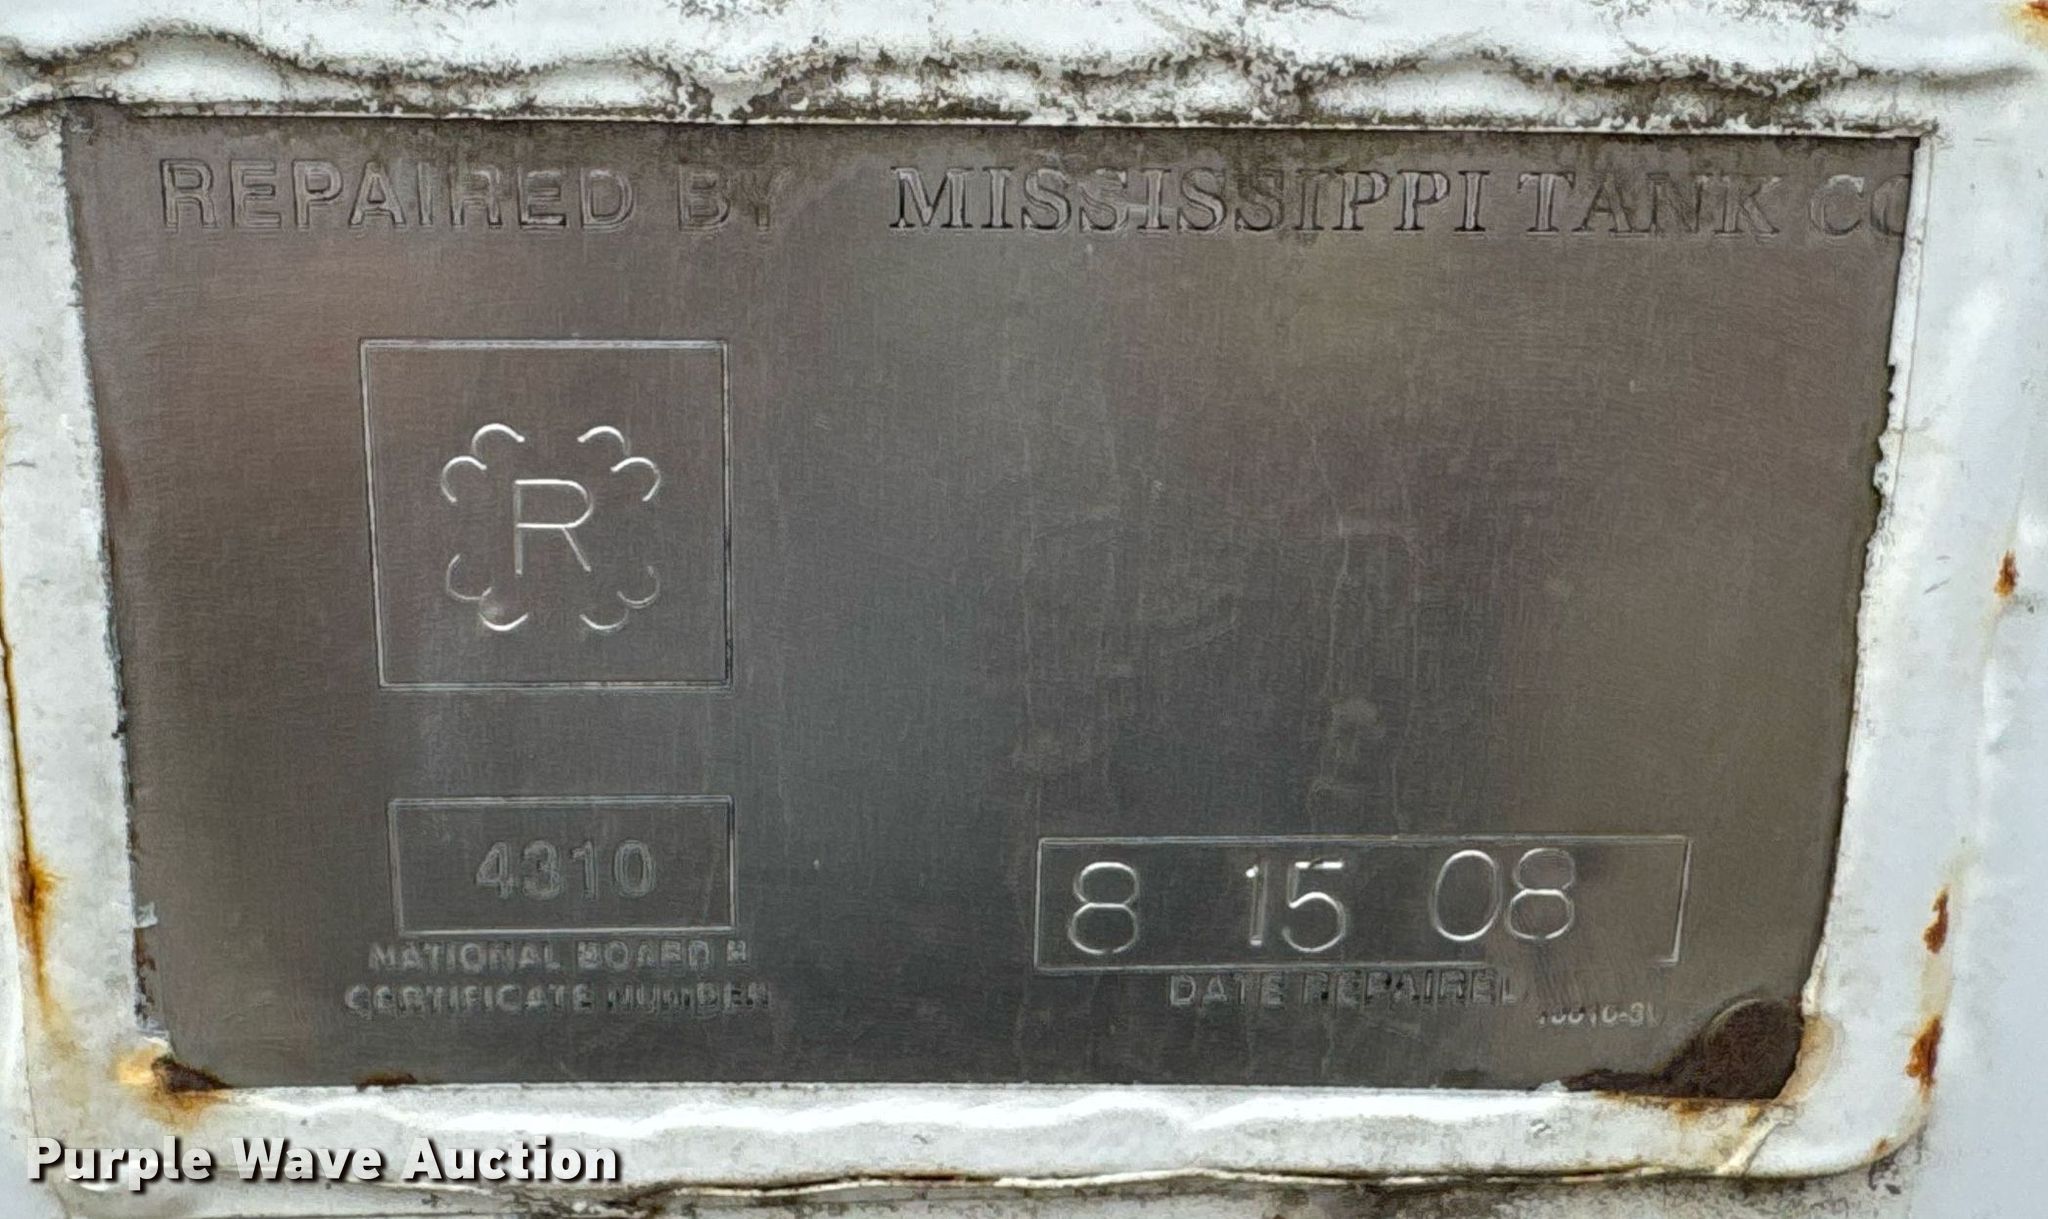 REPAIRED BY MISSISSIPPI TANK CO
R
4310
NATIONAL BOARD R
CERTIFICATE NUMBER
8 15 08
DATE REPAIRED
Purple Wave Auction